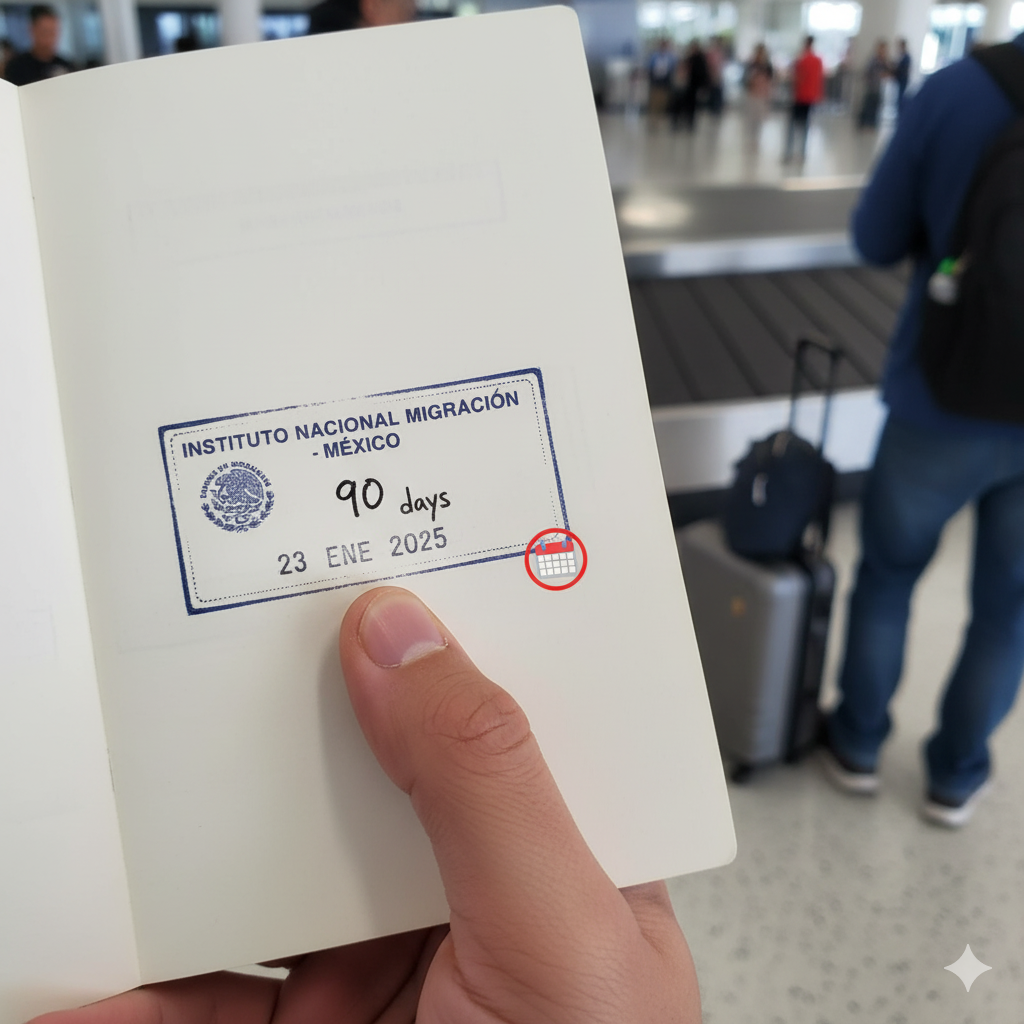 INSTITUTO NACIONAL MIGRACIÓN
- MÉXICO
90 days
23 ENE 2025